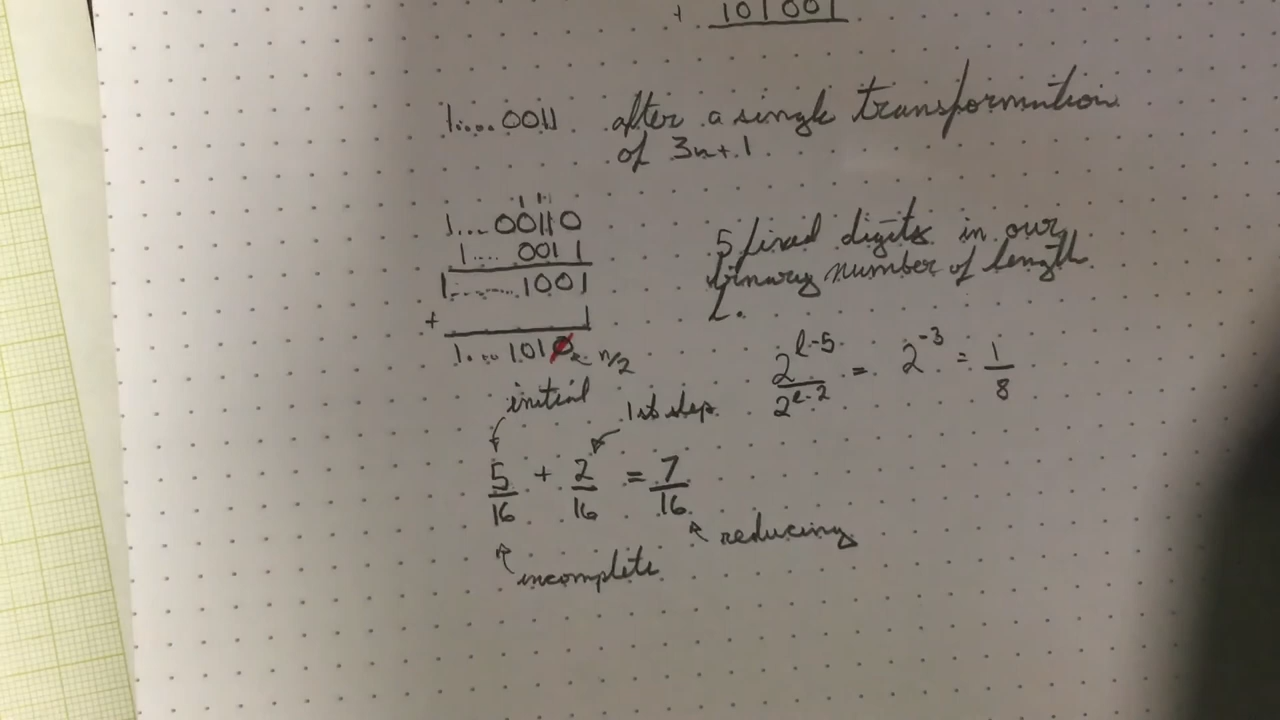 + 101001
1....0011 after a single transformation
of 3n+1
111
1....00110
1.... 0011
1........1001
+ 1
1....1010 n/2
5 fixed digits in our
binary number of length
L.
2^{l-5} / 2^{l-2} = 2^{-3} = 1/8
initial
1st step
5/16 + 2/16 = 7/16
reducing
incomplete